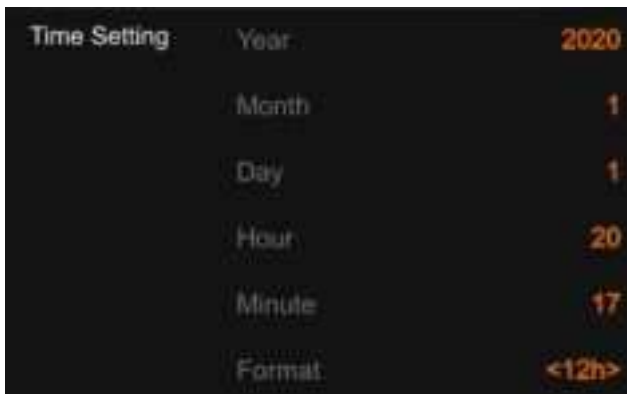 Time Setting Year 2020
Month 1
Day 1
Hour 20
Minute 17
Format <12h>